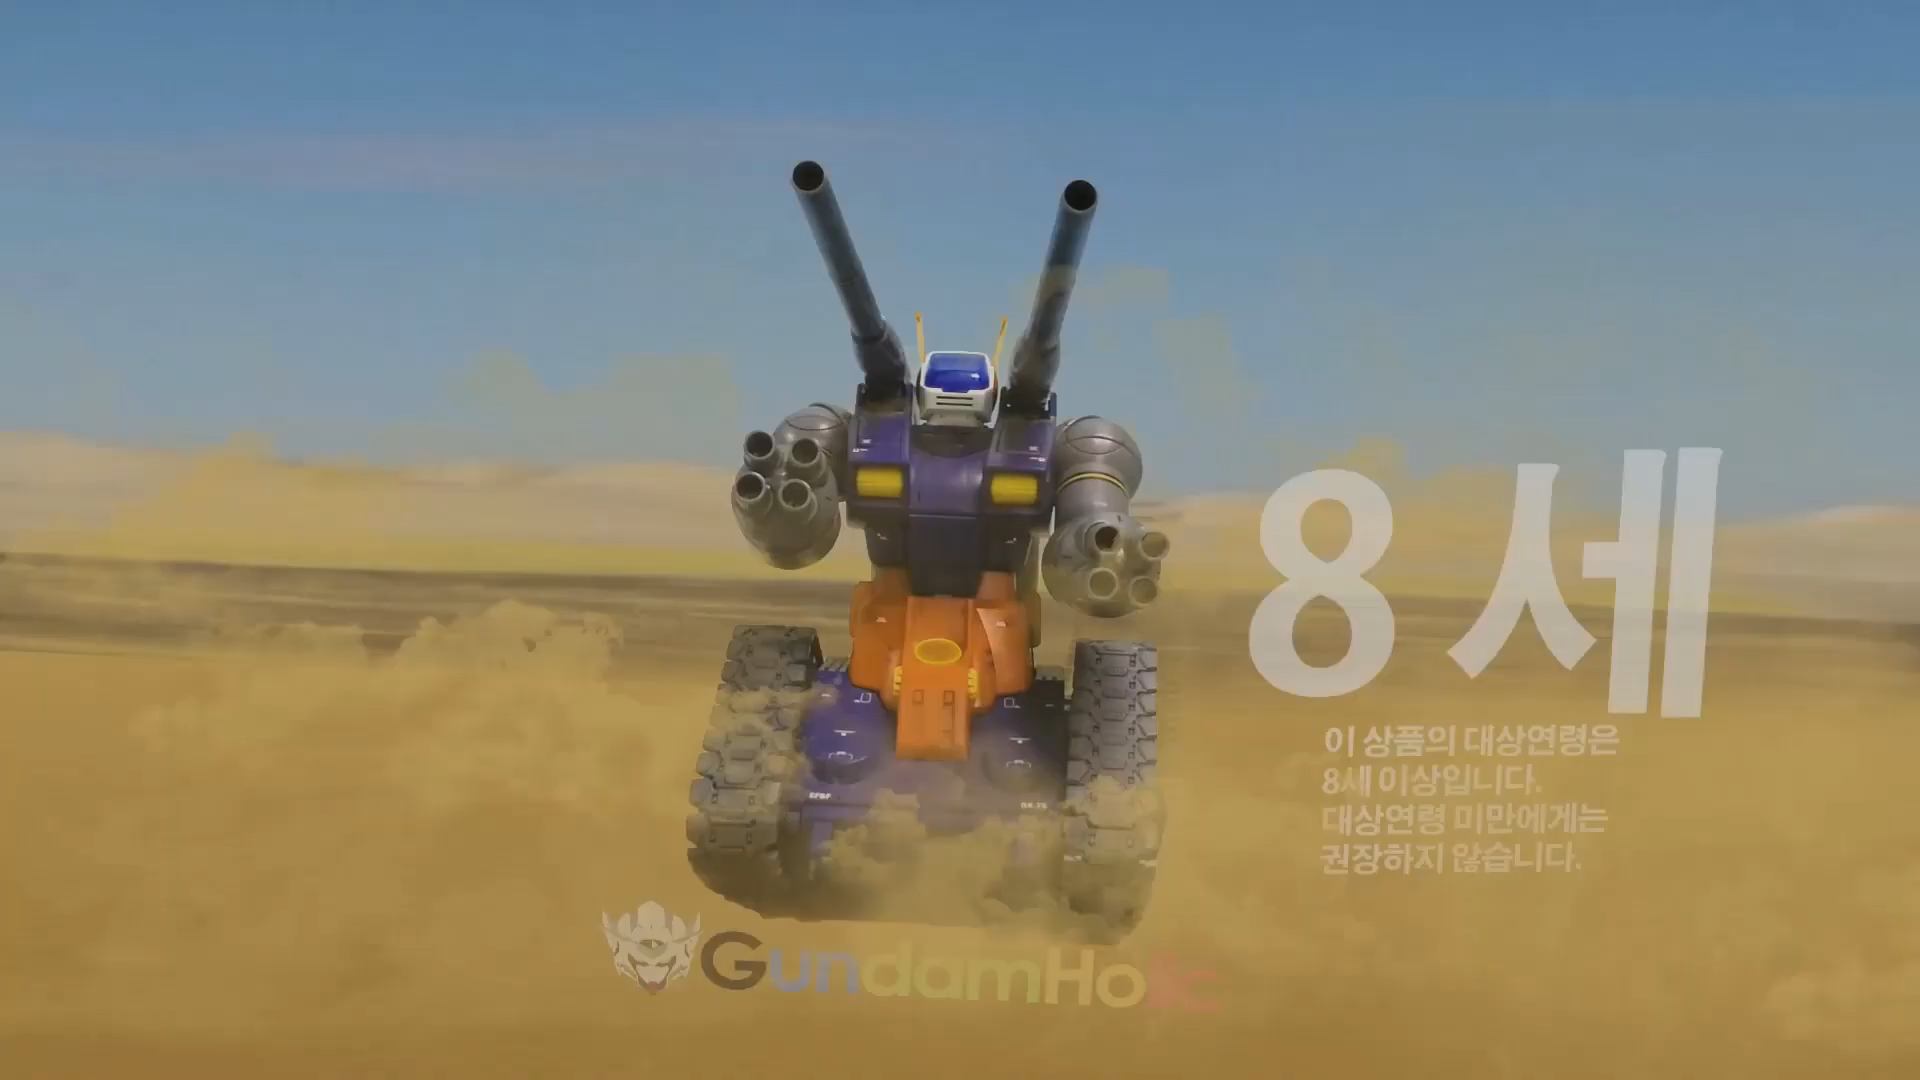 8세
이 상품의 대상연령은
8세 이상입니다.
대상연령 미만에게는
권장하지 않습니다.
EFSF
GundamHolic